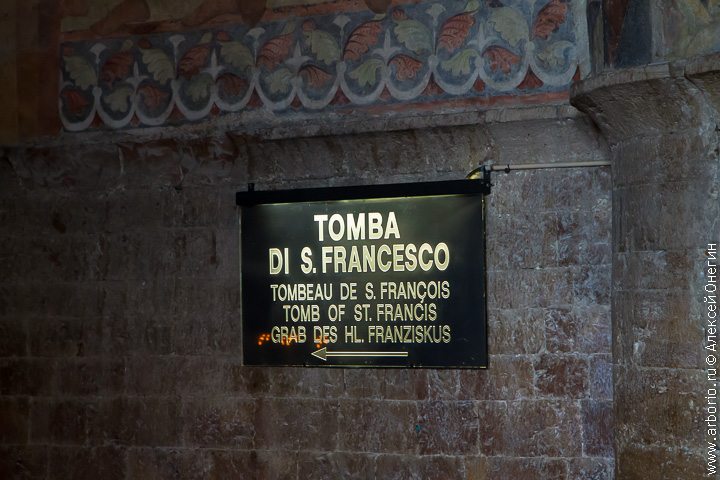 TOMBA
DI S. FRANCESCO
TOMBEAU DE S. FRANÇOIS
TOMB OF ST. FRANCIS
GRAB DES HL. FRANZISKUS
www.arborio.ru © Алексей Онегин